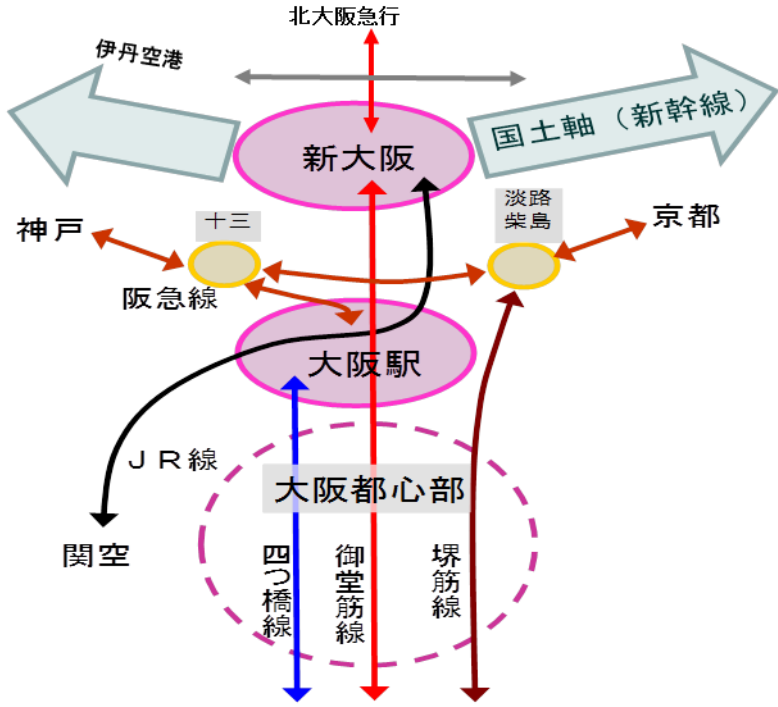 北大阪急行
伊丹空港
国土軸（新幹線）
新大阪
淡路
柴島
十三
神戸
京都
阪急線
大阪駅
ＪＲ線
大阪都心部
関空
四つ橋線
御堂筋線
堺筋線